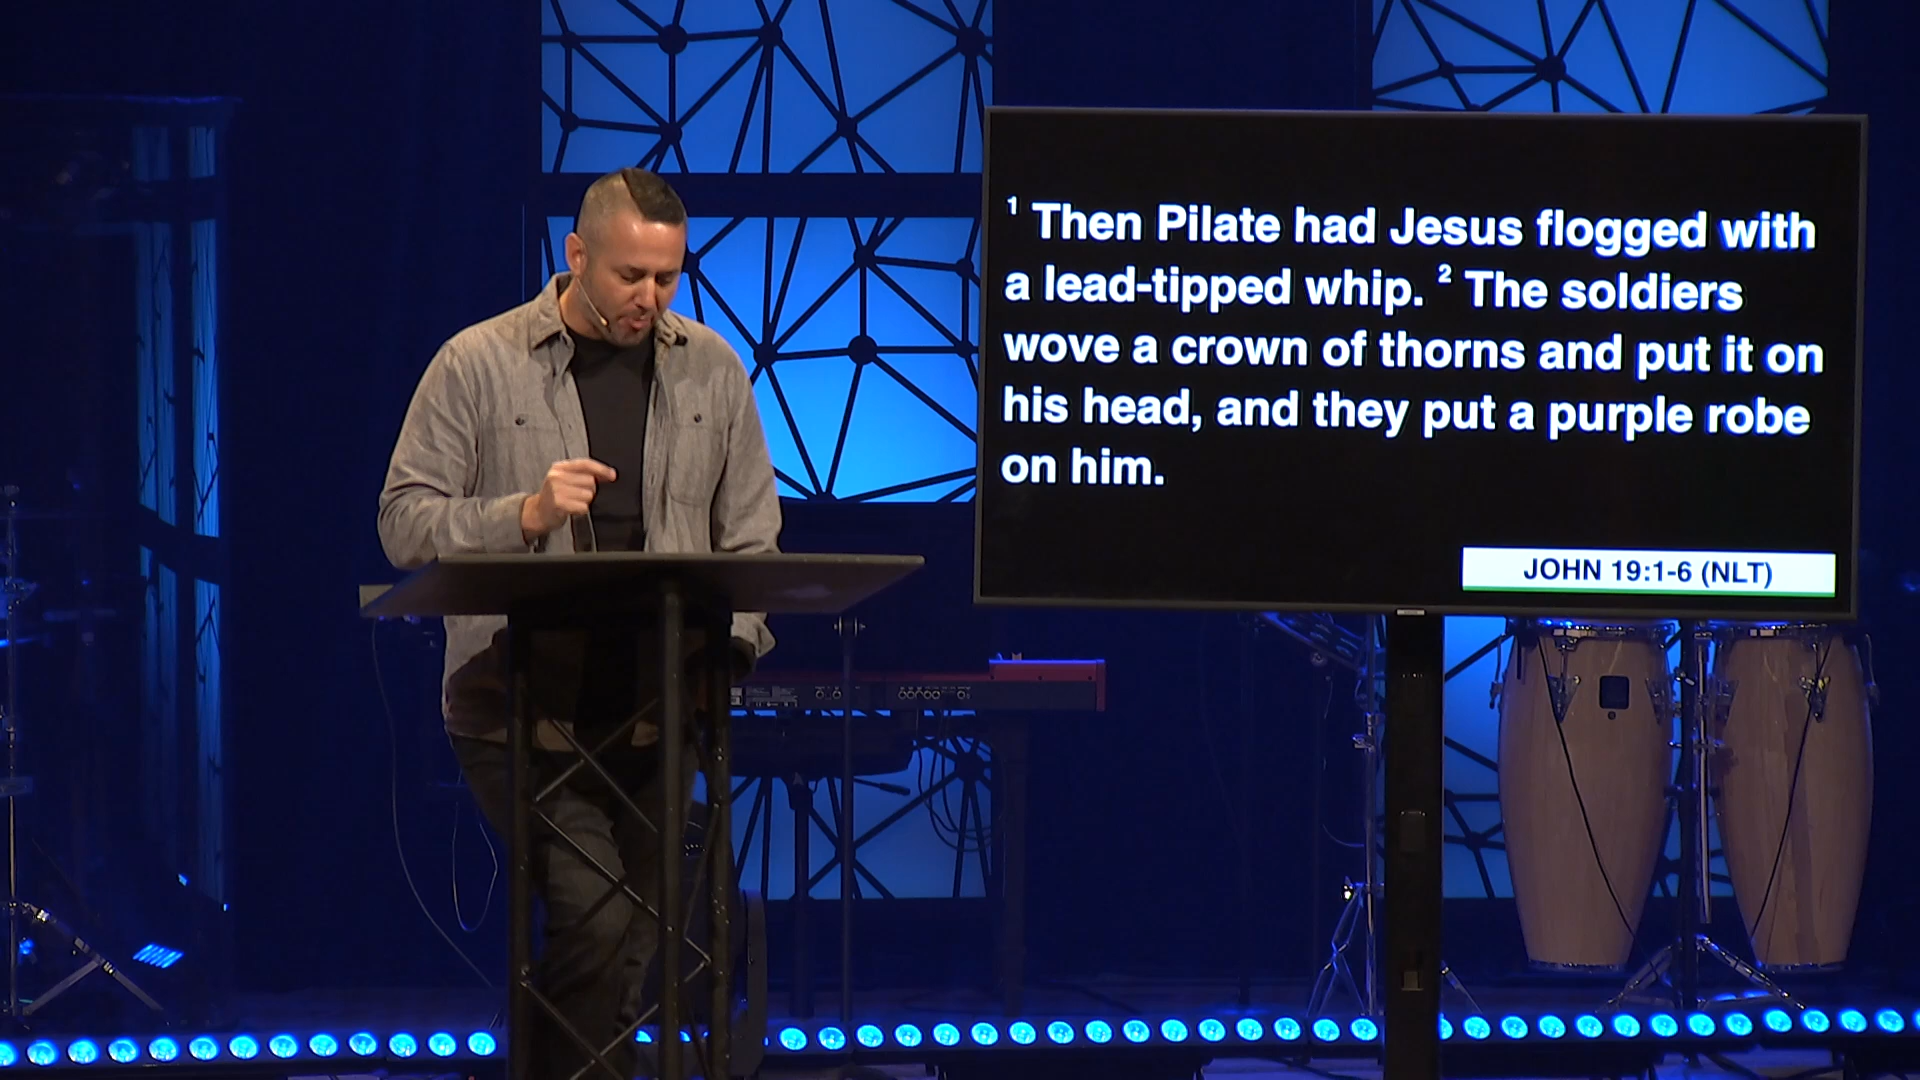 ¹ Then Pilate had Jesus flogged with
a lead-tipped whip. ² The soldiers
wove a crown of thorns and put it on
his head, and they put a purple robe
on him.
JOHN 19:1-6 (NLT)